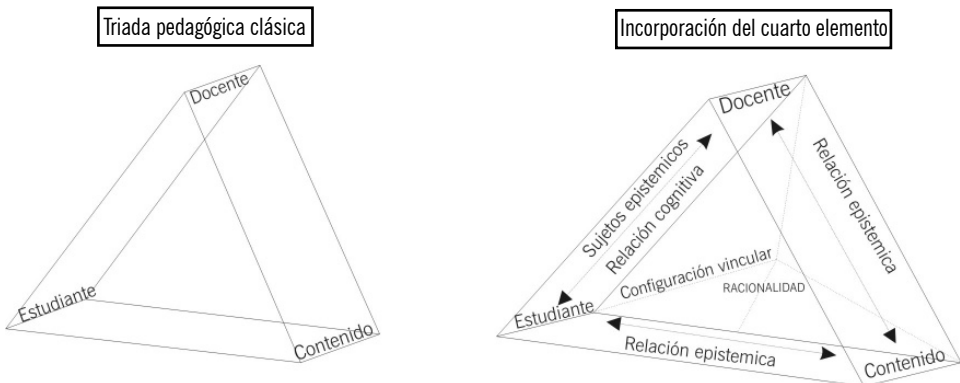 Triada pedagógica clásica
Docente
Estudiante
Contenido
Incorporación del cuarto elemento
Docente
Sujetos epistemicos
Relación cognitiva
Relación epistemica
Configuración vincular
RACIONALIDAD
Estudiante
Relación epistemica
Contenido